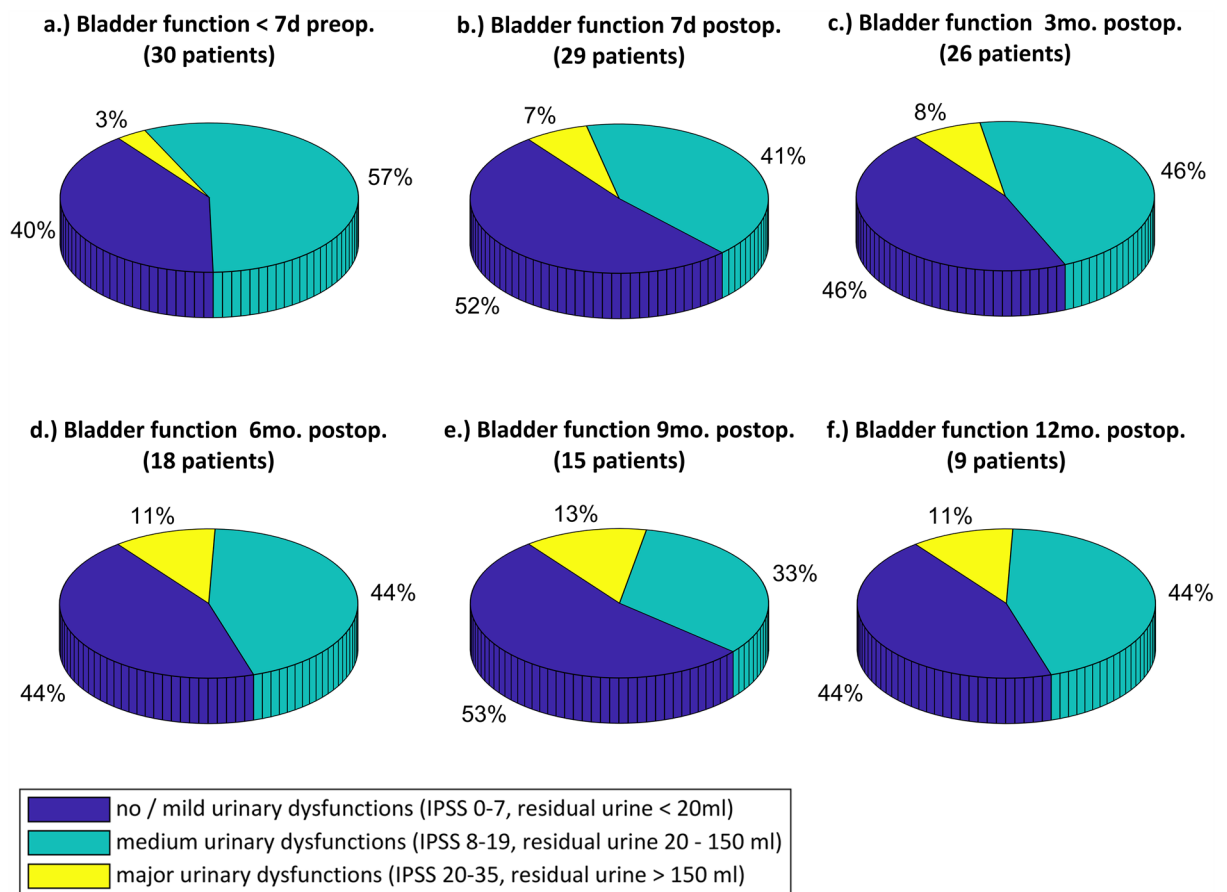 a.) Bladder function < 7d preop.
(30 patients)
3%
57%
40%
b.) Bladder function 7d postop.
(29 patients)
7%
41%
52%
c.) Bladder function 3mo. postop.
(26 patients)
8%
46%
46%
d.) Bladder function 6mo. postop.
(18 patients)
11%
44%
44%
e.) Bladder function 9mo. postop.
(15 patients)
13%
33%
53%
f.) Bladder function 12mo. postop.
(9 patients)
11%
44%
44%
no / mild urinary dysfunctions (IPSS 0-7, residual urine < 20ml)
medium urinary dysfunctions (IPSS 8-19, residual urine 20 - 150 ml)
major urinary dysfunctions (IPSS 20-35, residual urine > 150 ml)